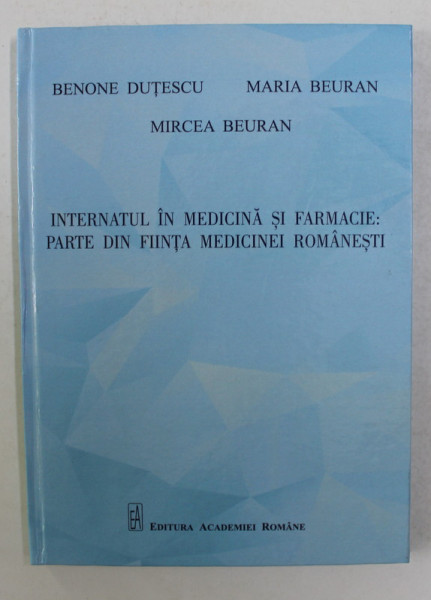 BENONE DUȚESCU MARIA BEURAN
MIRCEA BEURAN
INTERNATUL ÎN MEDICINĂ ȘI FARMACIE:
PARTE DIN FIINȚA MEDICINEI ROMÂNEȘTI
EA EDITURA ACADEMIEI ROMÂNE